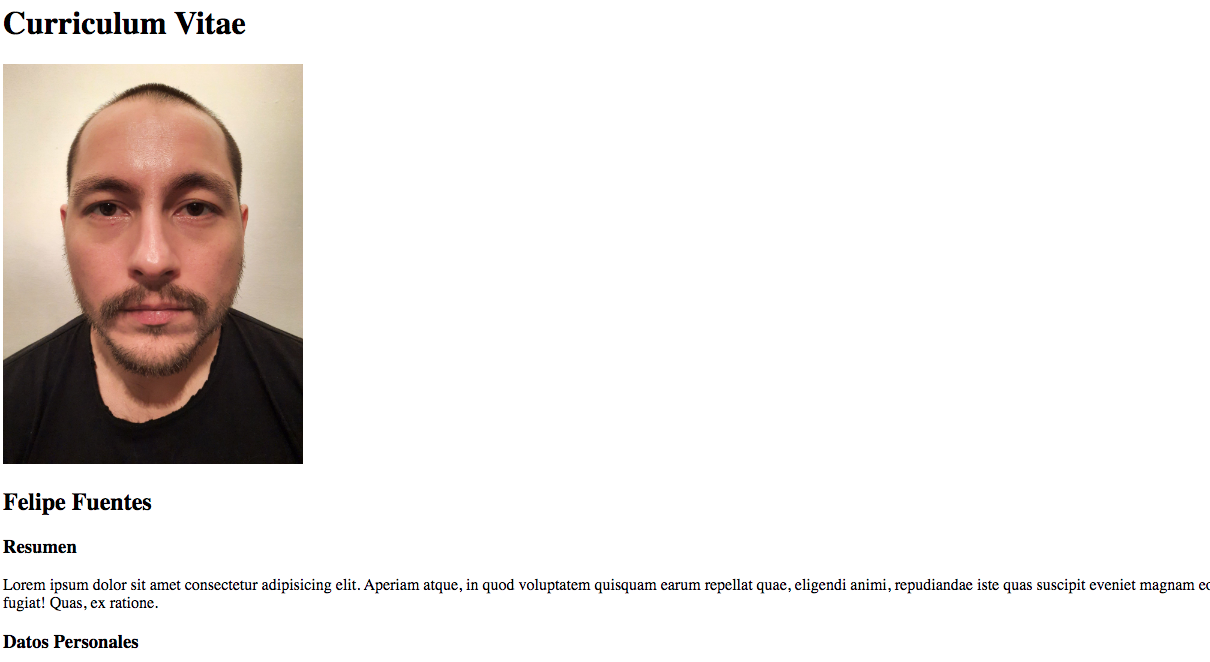 Curriculum Vitae
Felipe Fuentes
Resumen
Lorem ipsum dolor sit amet consectetur adipisicing elit. Aperiam atque, in quod voluptatem quisquam earum repellat quae, eligendi animi, repudiandae iste quas suscipit eveniet magnam
fugiat! Quas, ex ratione.
Datos Personales